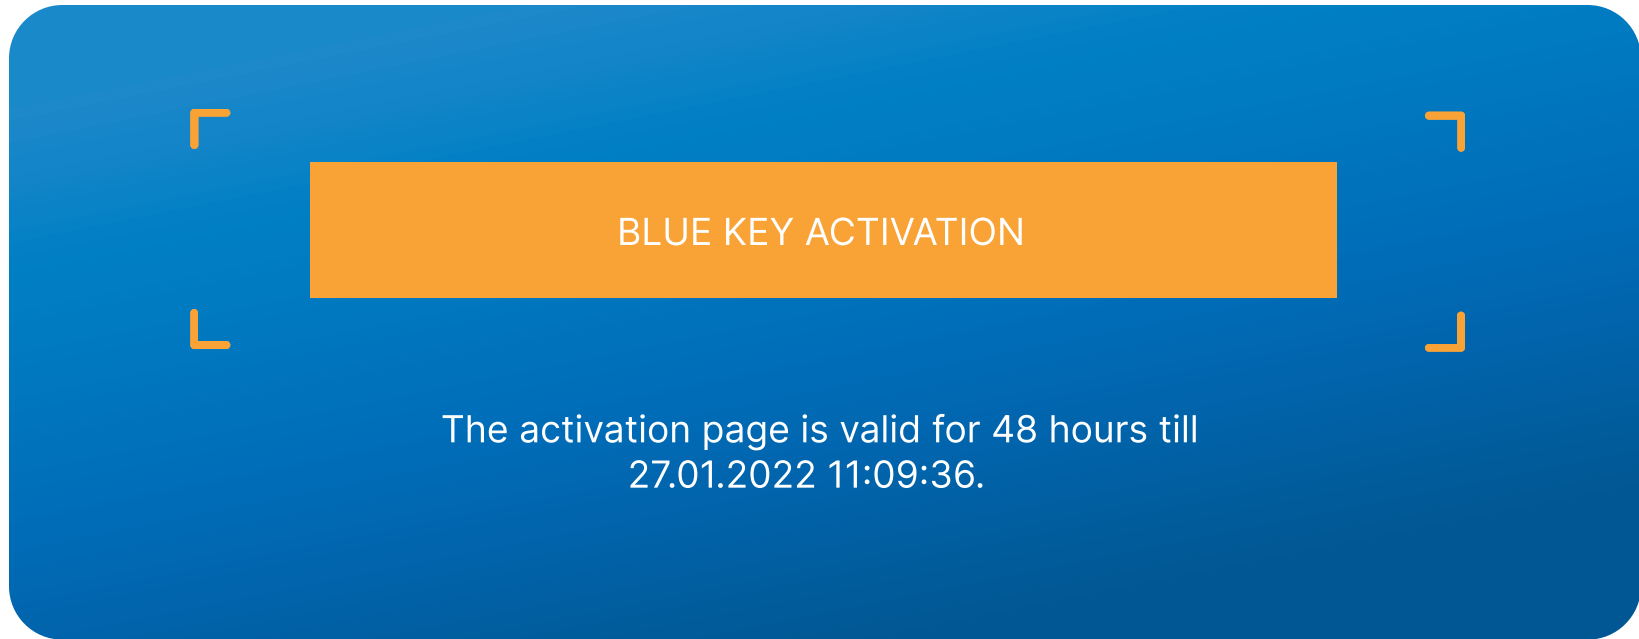 BLUE KEY ACTIVATION
The activation page is valid for 48 hours till
27.01.2022 11:09:36.